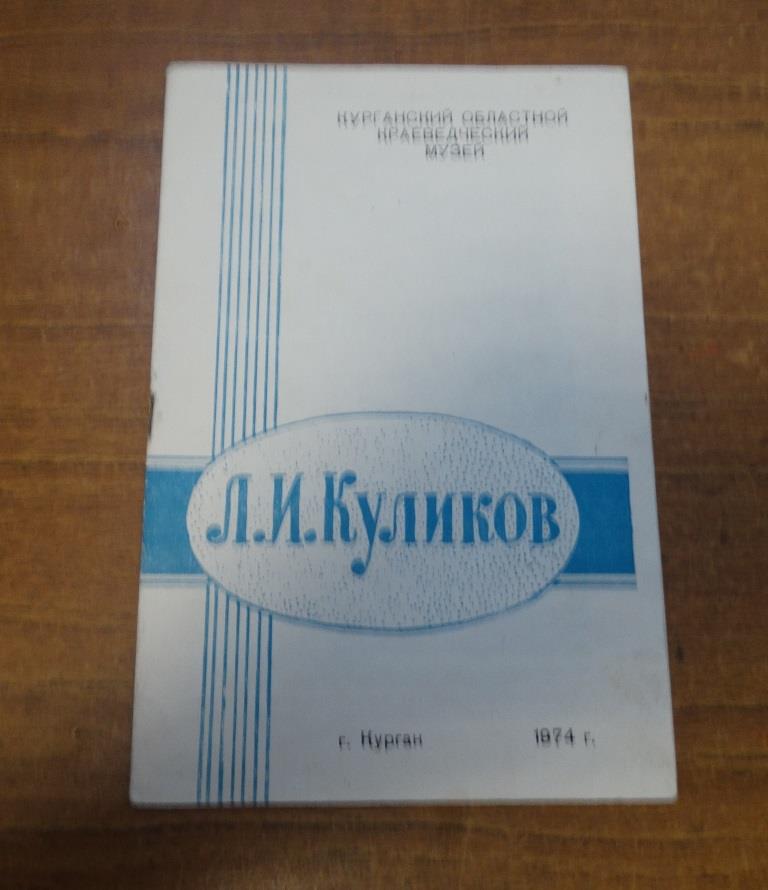 КУРГАНСКИЙ ОБЛАСТНОЙ
КРАЕВЕДЧЕСКИЙ
МУЗЕЙ
Л.И.Куликов
г. Курган 1974 г.